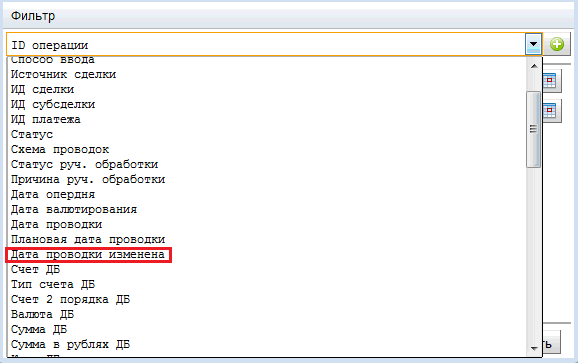 Фильтр
ID операции
Способ ввода
Источник сделки
ИД сделки
ИД субсделки
ИД платежа
Статус
Схема проводок
Статус руч. обработки
Причина руч. обработки
Дата опердня
Дата валютирования
Дата проводки
Плановая дата проводки
Дата проводки изменена
Счет ДБ
Тип счета ДБ
Счет 2 порядка ДБ
Валюта ДБ
Сумма ДБ
Сумма в рублях ДБ